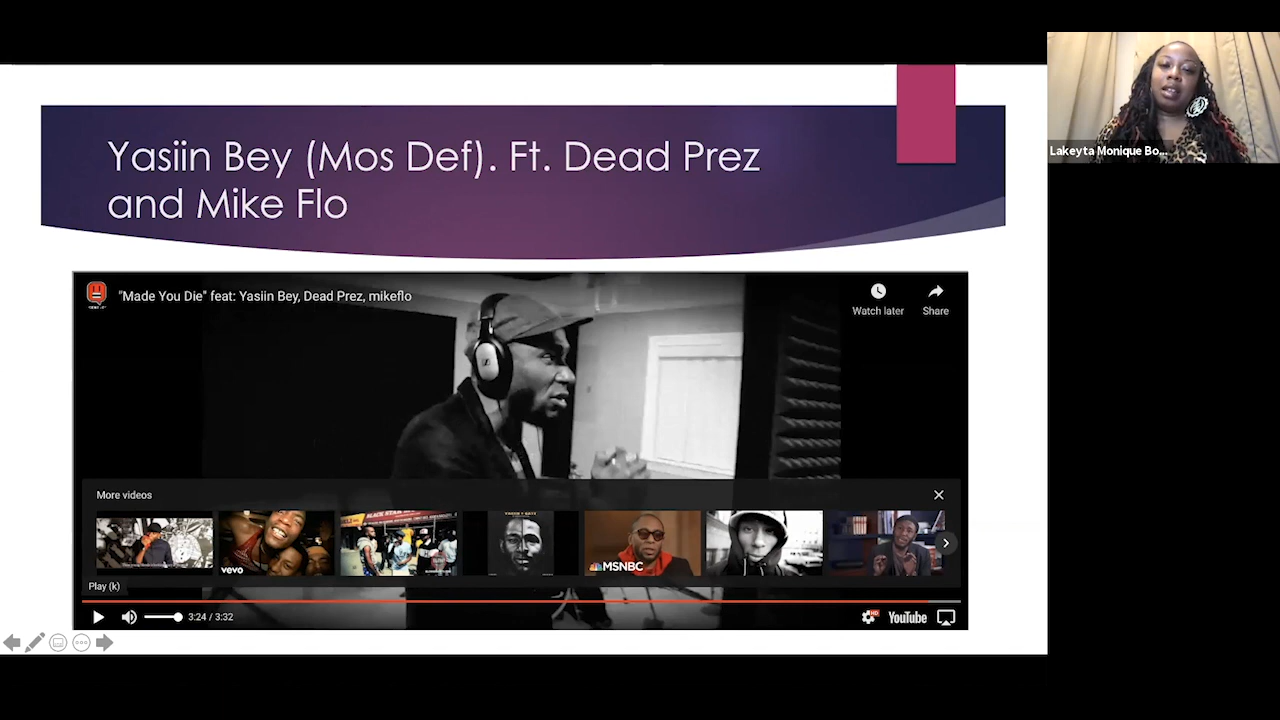 Yasiin Bey (Mos Def). Ft. Dead Prez
and Mike Flo
Lakeyta Monique Bo...
"Made You Die" feat: Yasiin Bey, Dead Prez, mikeflo
Watch later
Share
More videos
vevo
MSNBC
Play (k)
3:24 / 3:32
HD
YouTube